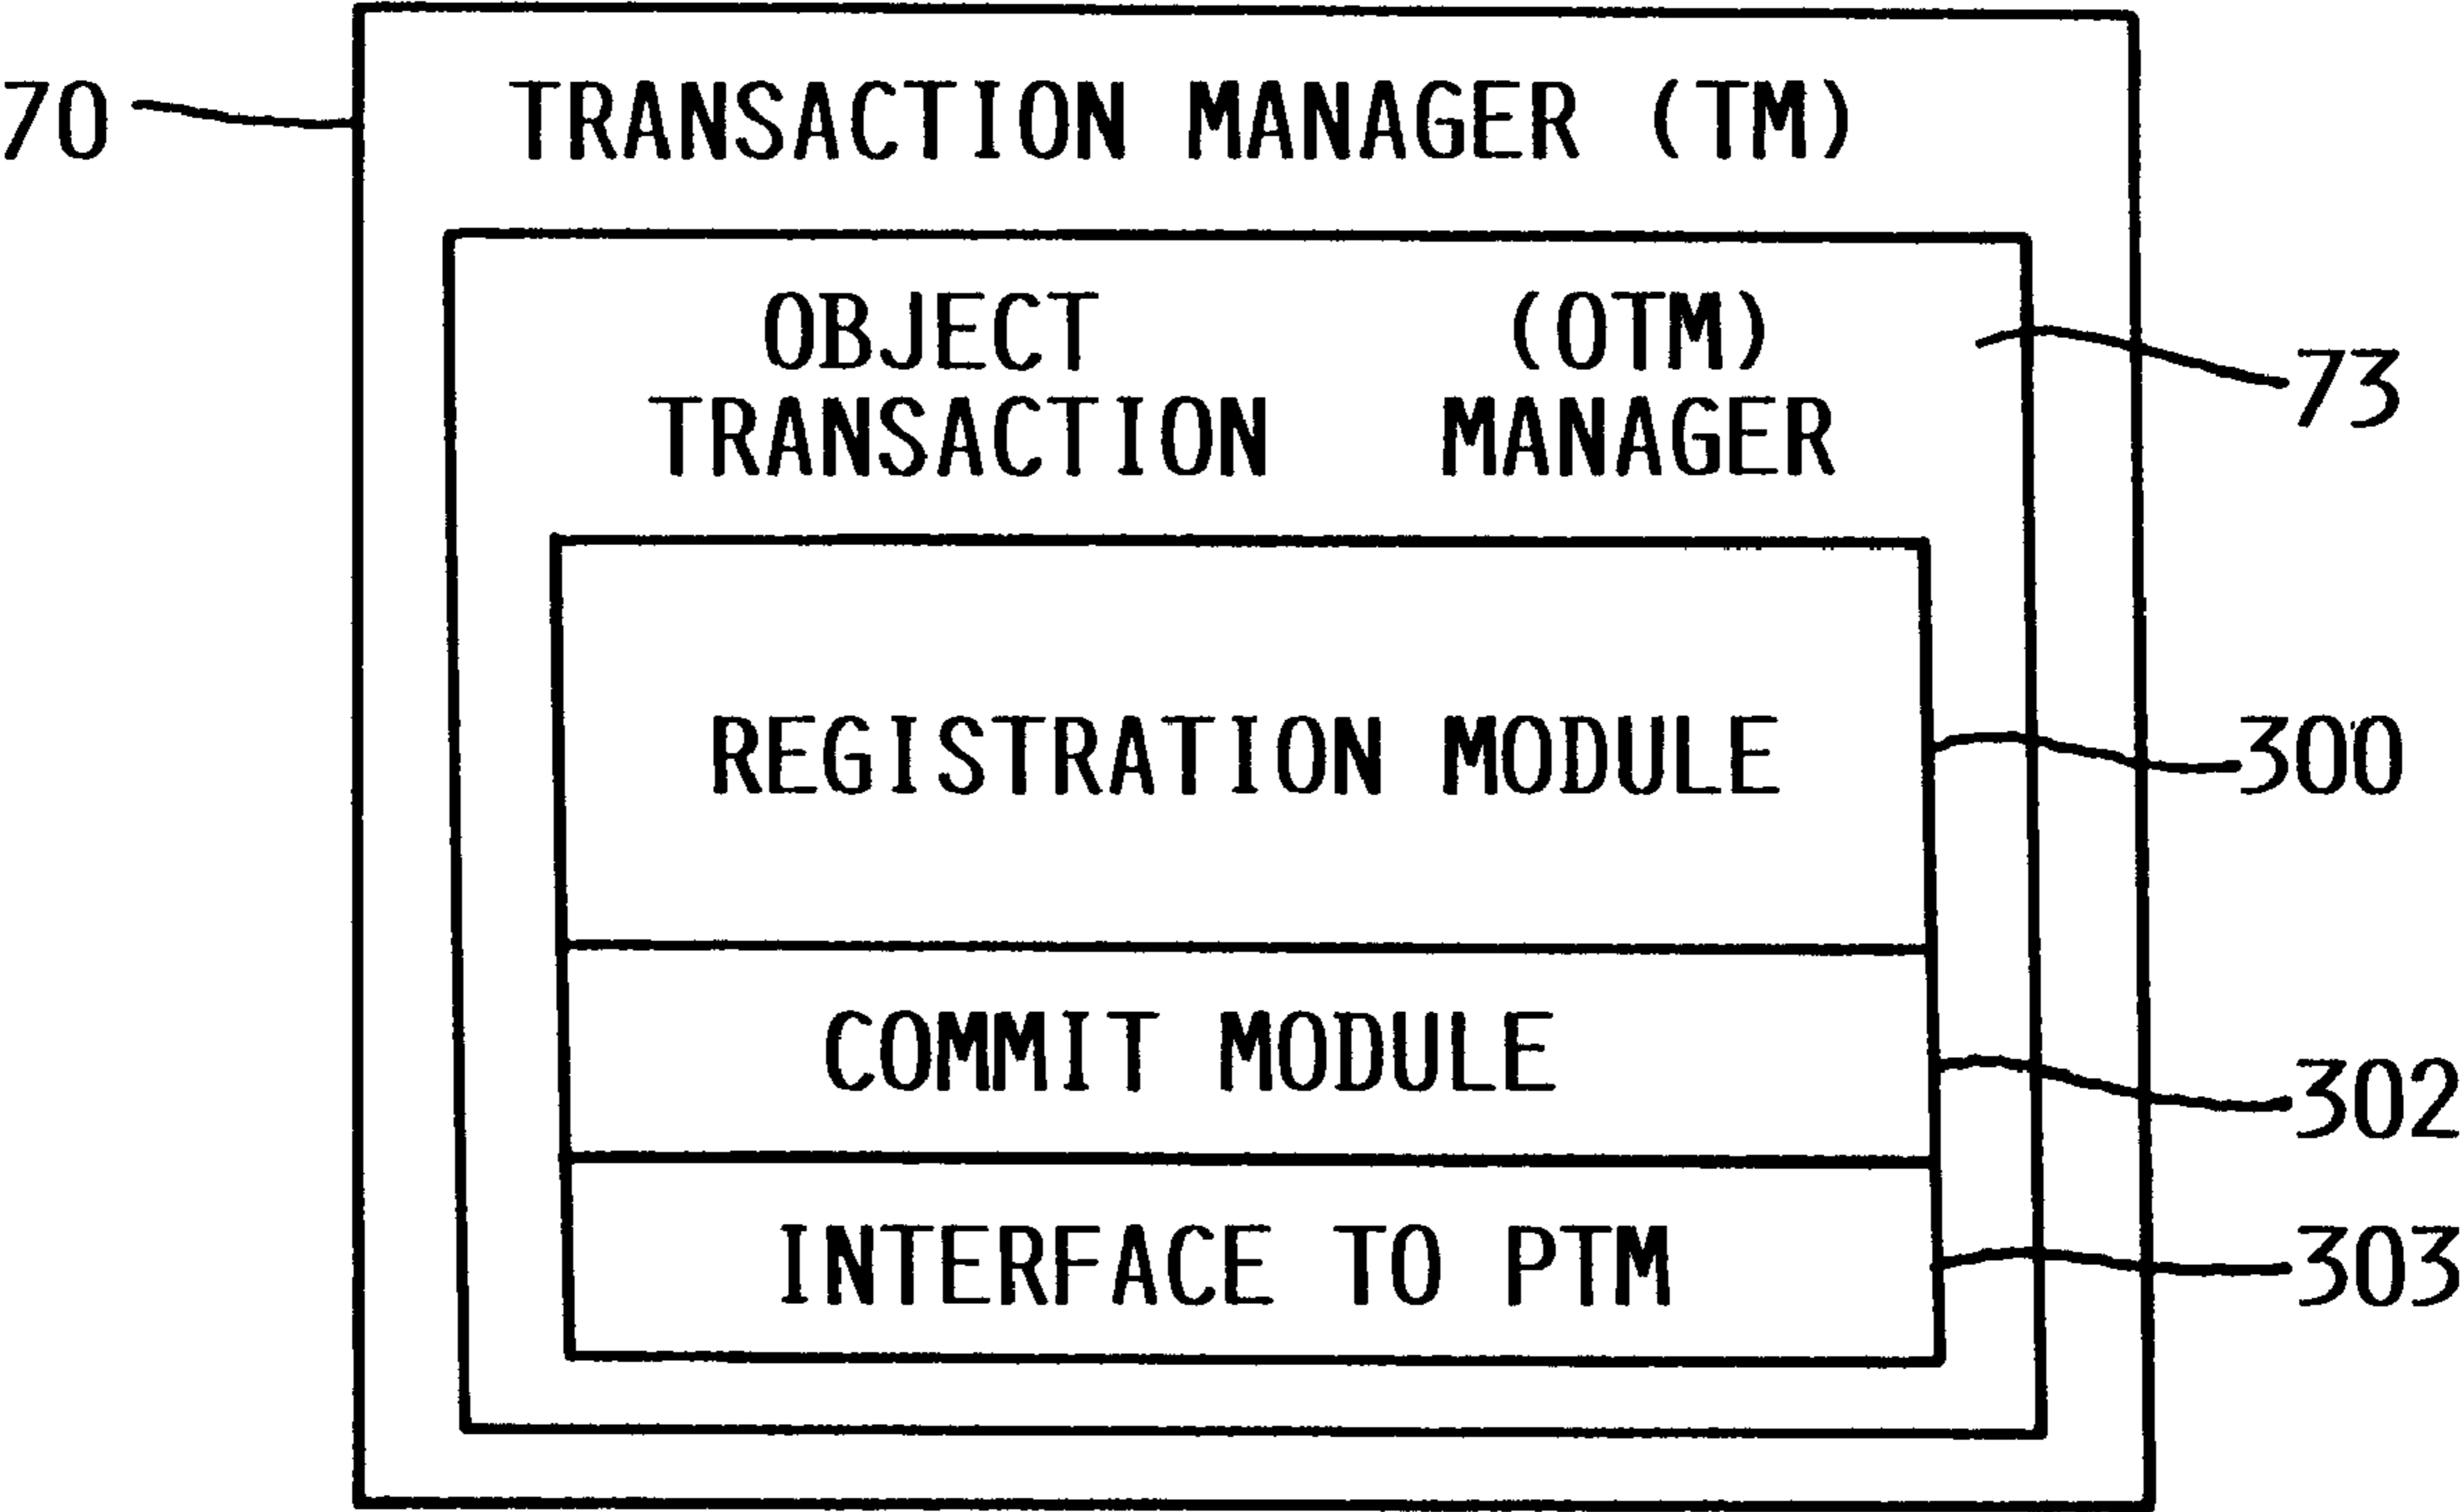 70
TRANSACTION MANAGER (TM)
OBJECT (OTM)
TRANSACTION MANAGER
73
REGISTRATION MODULE
300
COMMIT MODULE
302
INTERFACE TO PTM
303